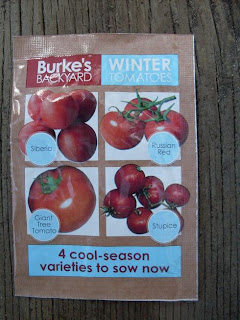 Burke's
BACKYARD
WINTER
TOMATOES
Siberia
Russian
Red
Giant
Tree
Tomato
Stupice
4 cool-season
varieties to sow now